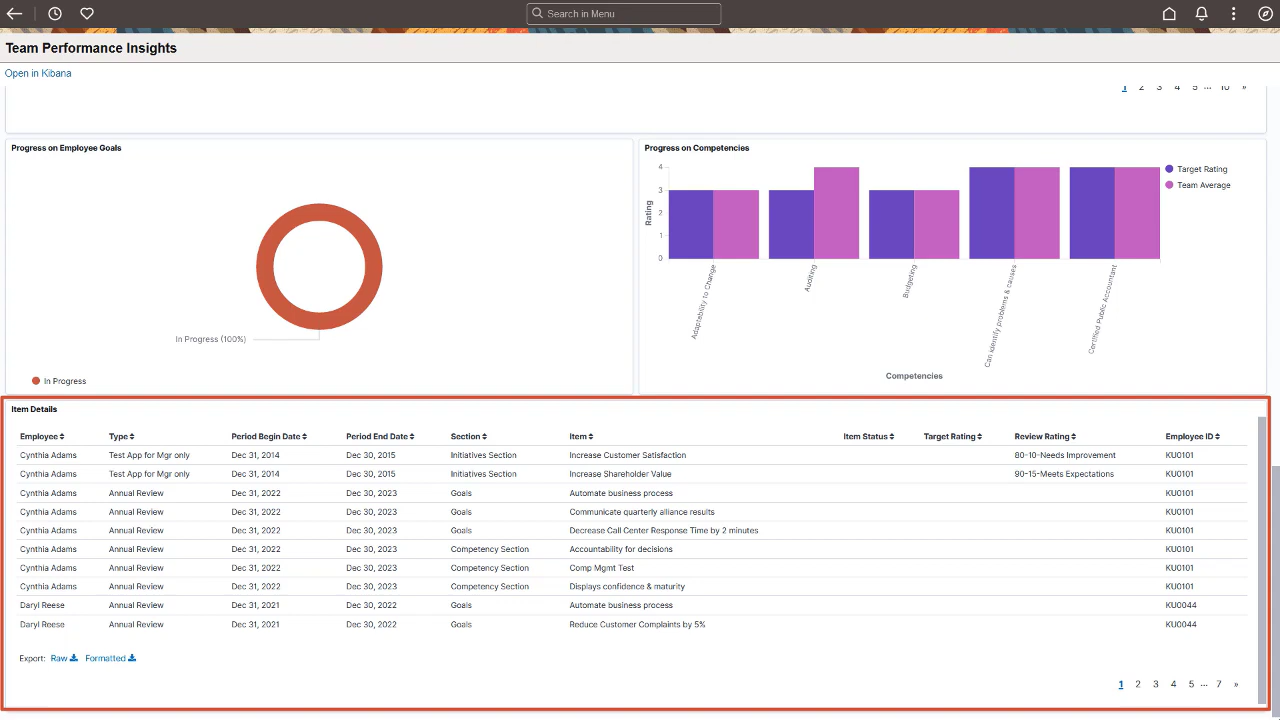 Search in Menu
Team Performance Insights
Open in Kibana
1 2 3 4 5 ... 10 »
Progress on Employee Goals
In Progress (100%)
In Progress
Progress on Competencies
4
3
2
1
0
Rating
Target Rating
Team Average
Adaptability to Change
Auditing
Budgeting
Can identify problems & causes
Certified Public Accountant
Competencies
Item Details
Employee Type Period Begin Date Period End Date Section Item Item Status Target Rating Review Rating Employee ID
Cynthia Adams Test App for Mgr only Dec 31, 2014 Dec 30, 2015 Initiatives Section Increase Customer Satisfaction 80-10-Needs Improvement KU0101
Cynthia Adams Test App for Mgr only Dec 31, 2014 Dec 30, 2015 Initiatives Section Increase Shareholder Value 90-15-Meets Expectations KU0101
Cynthia Adams Annual Review Dec 31, 2022 Dec 30, 2023 Goals Automate business process KU0101
Cynthia Adams Annual Review Dec 31, 2022 Dec 30, 2023 Goals Communicate quarterly alliance results KU0101
Cynthia Adams Annual Review Dec 31, 2022 Dec 30, 2023 Goals Decrease Call Center Response Time by 2 minutes KU0101
Cynthia Adams Annual Review Dec 31, 2022 Dec 30, 2023 Competency Section Accountability for decisions KU0101
Cynthia Adams Annual Review Dec 31, 2022 Dec 30, 2023 Competency Section Comp Mgmt Test KU0101
Cynthia Adams Annual Review Dec 31, 2022 Dec 30, 2023 Competency Section Displays confidence & maturity KU0101
Daryl Reese Annual Review Dec 31, 2021 Dec 30, 2022 Goals Automate business process KU0044
Daryl Reese Annual Review Dec 31, 2021 Dec 30, 2022 Goals Reduce Customer Complaints by 5% KU0044
Export: Raw Formatted
1 2 3 4 5 ... 7 »